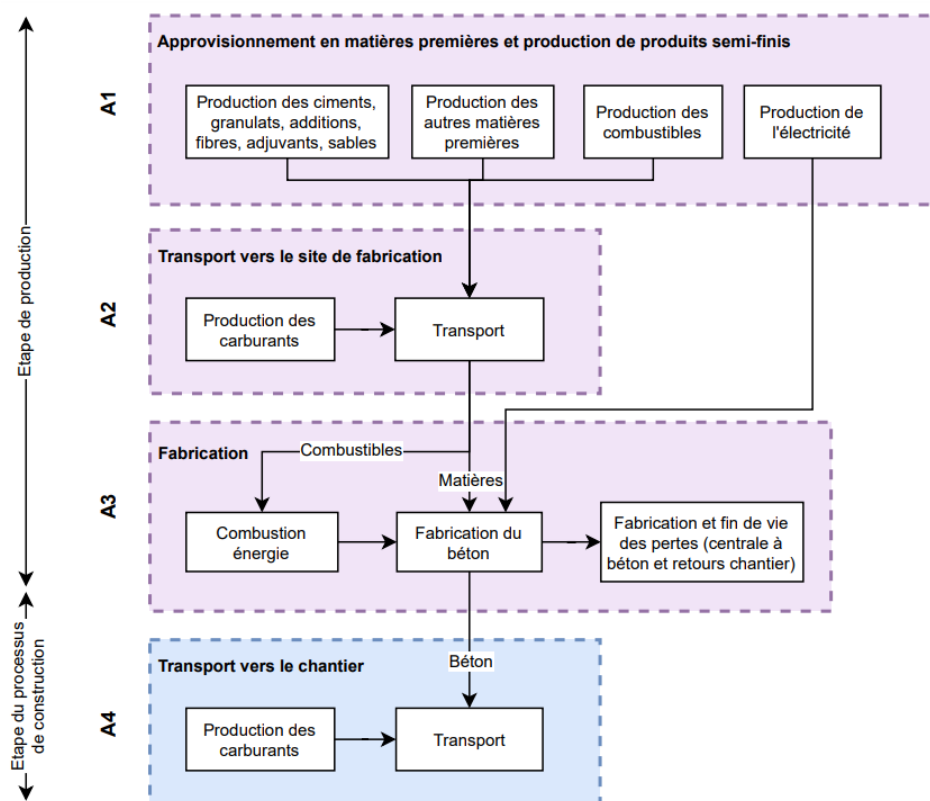 Approvisionnement en matières premières et production de produits semi-finis
A1
Production des ciments,
granulats, additions,
fibres, adjuvants, sables
Production des
autres matières
premières
Production des
combustibles
Production de
l'électricité
Etape de production
Transport vers le site de fabrication
A2
Production des
carburants
Transport
Fabrication
Combustibles
Matières
A3
Combustion
énergie
Fabrication du
béton
Fabrication et fin de vie
des pertes (centrale à
béton et retours chantier)
Etape du processus
de construction
Transport vers le chantier
Béton
A4
Production des
carburants
Transport